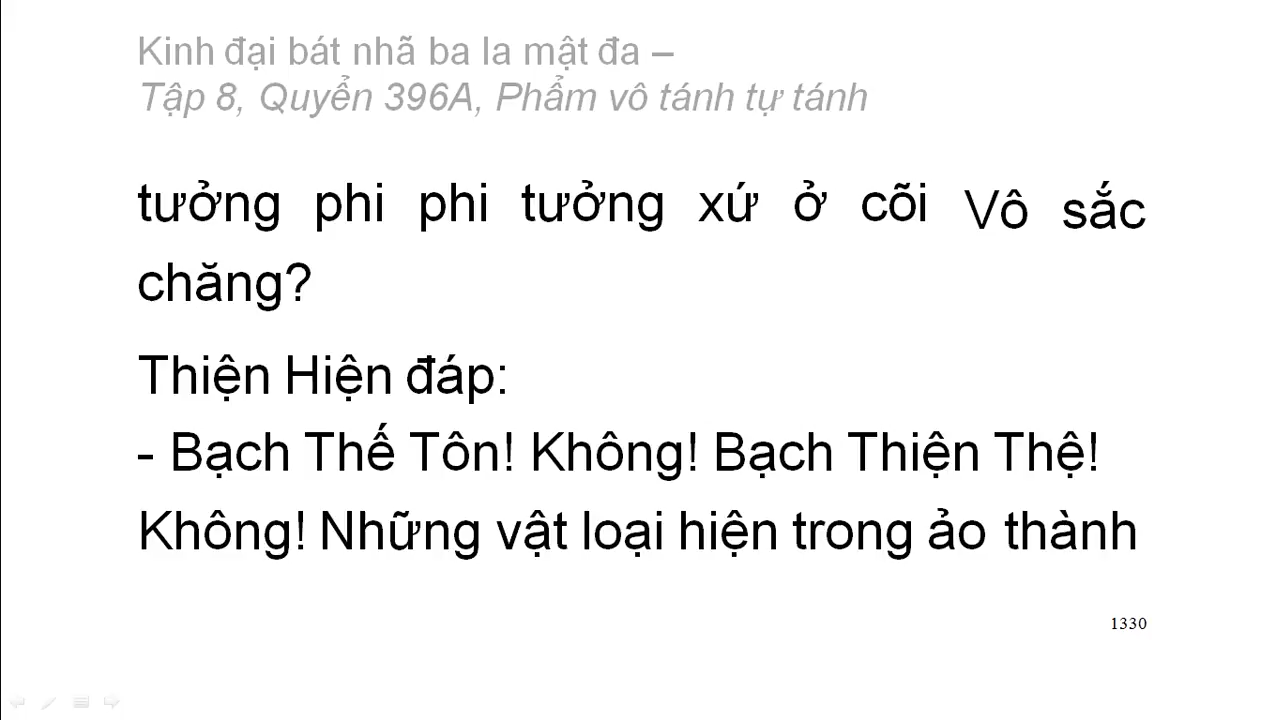 Kinh đại bát nhã ba la mật đa –
Tập 8, Quyển 396A, Phẩm vô tánh tự tánh
tưởng phi phi tưởng xứ ở cõi Vô sắc
chăng?
Thiện Hiện đáp:
- Bạch Thế Tôn! Không! Bạch Thiện Thệ!
Không! Những vật loại hiện trong ảo thành
1330